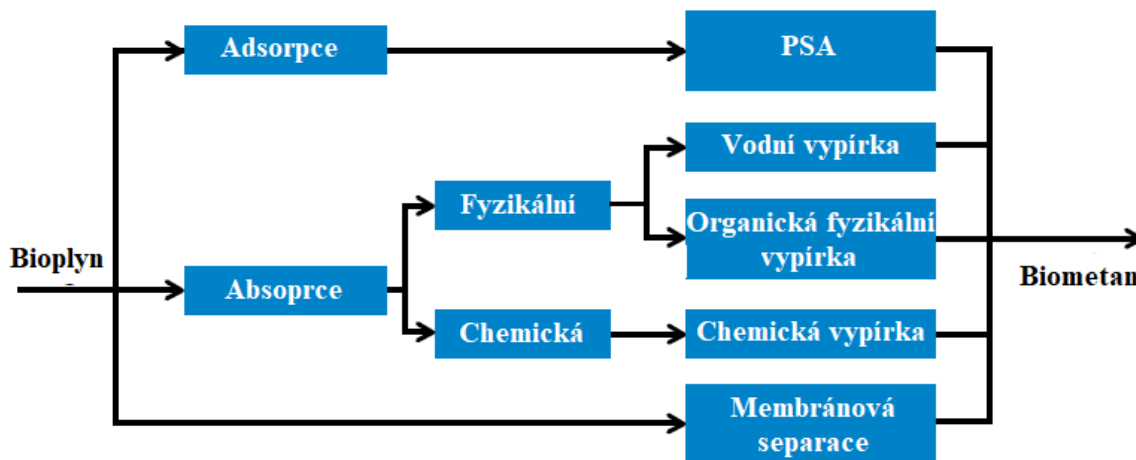 Adsorpce
PSA
Vodní vypírka
Fyzikální
Organická fyzikální
vypírka
Bioplyn
Absoprce
Biometan
Chemická
Chemická vypírka
Membránová
separace